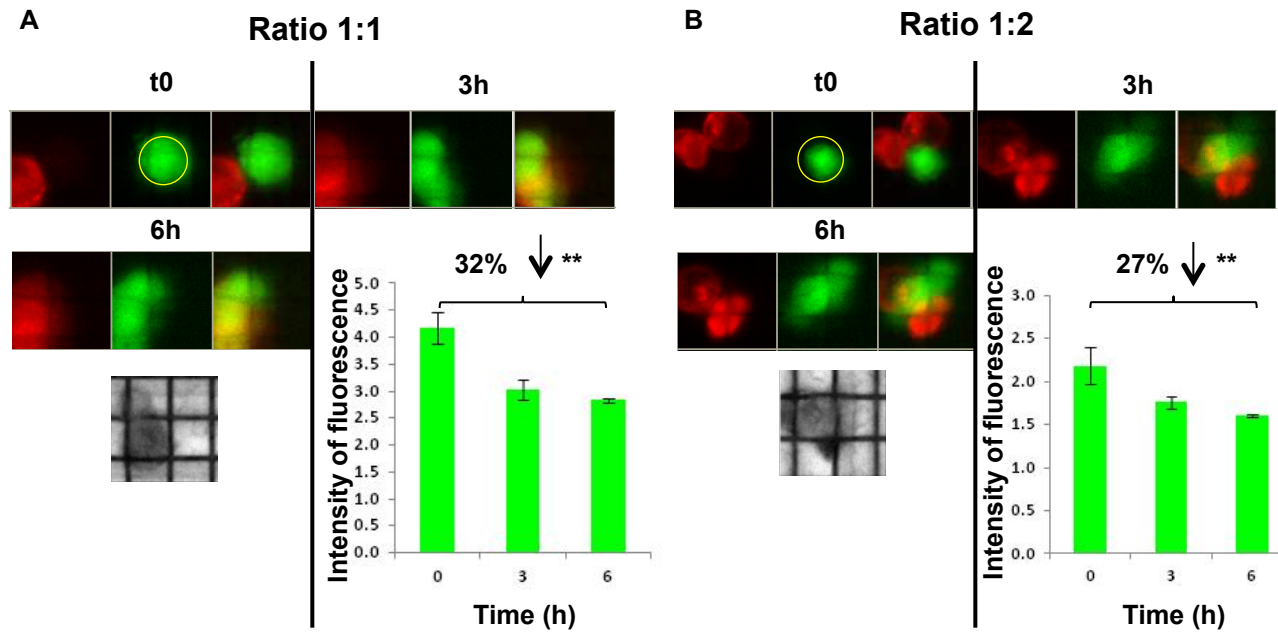 A
Ratio 1:1
t0
3h
6h
32%
**
Intensity of fluorescence
5.0
4.5
4.0
3.5
3.0
2.5
2.0
1.5
1.0
0.5
0.0
0 3 6
Time (h)
B
Ratio 1:2
t0
3h
6h
27%
**
Intensity of fluorescence
3.0
2.5
2.0
1.5
1.0
0.5
0.0
0 3 6
Time (h)